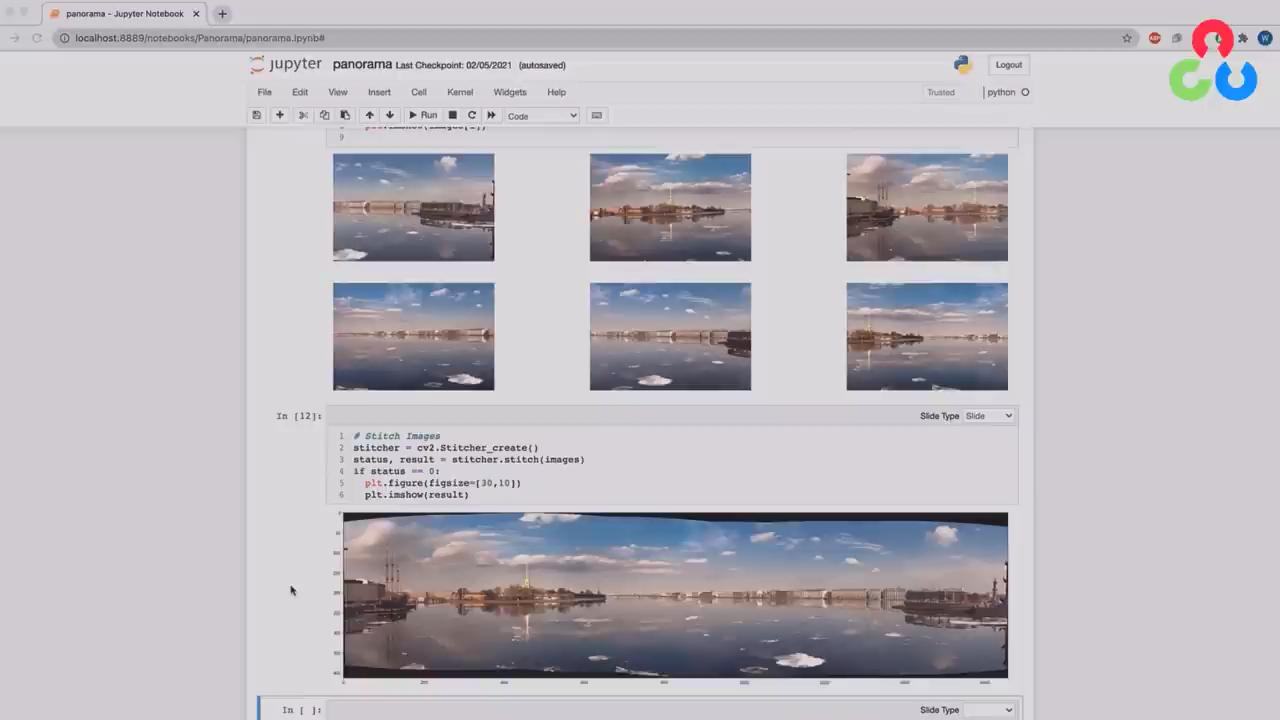 panorama - Jupyter Notebook
localhost:8889/notebooks/Panorama/panorama.ipynb#
ABP
W
jupyter panorama Last Checkpoint: 02/05/2021 (autosaved)
Logout
File Edit View Insert Cell Kernel Widgets Help
Trusted python
Run Code
9
In [12]:
Slide Type Slide
1 # Stitch Images
2 stitcher = cv2.Stitcher_create()
3 status, result = stitcher.stitch(images)
4 if status == 0:
5 plt.figure(figsize=[30,10])
6 plt.imshow(result)
In [ ]:
Slide Type